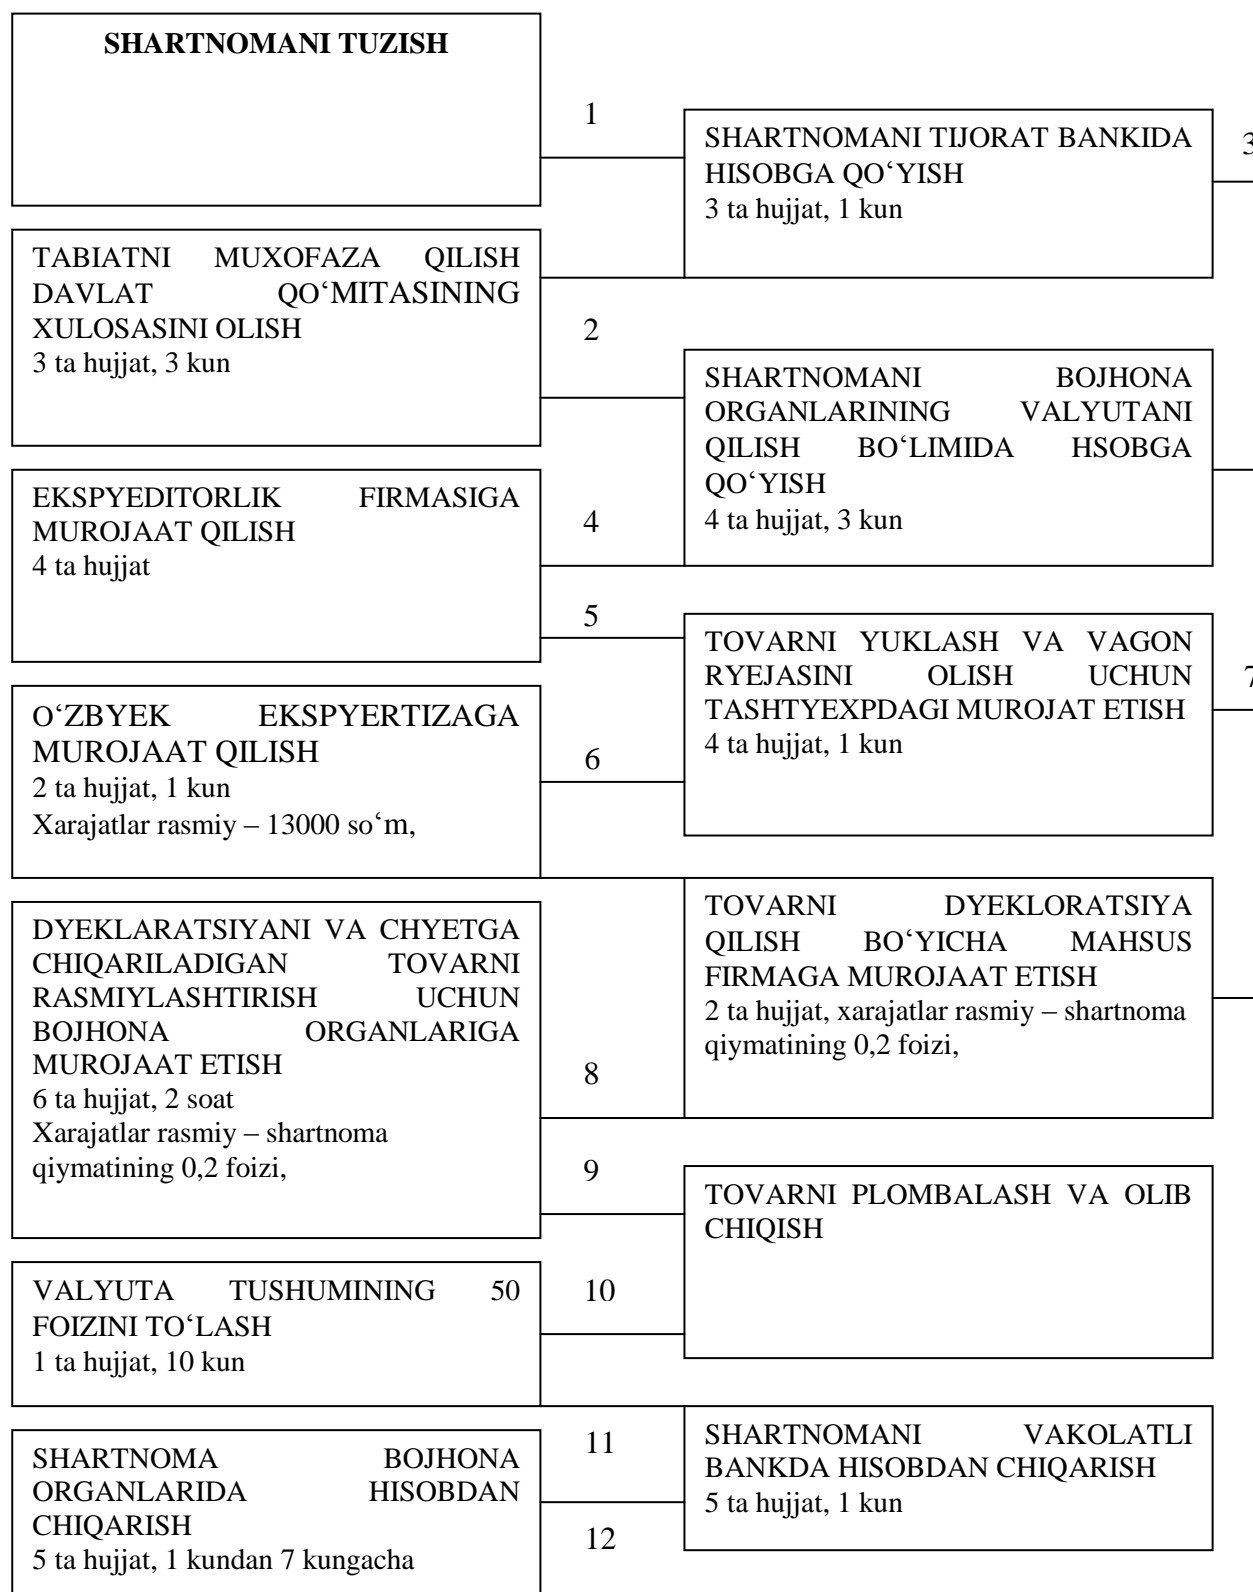 SHARTNOMANI TUZISH
1
SHARTNOMANI TIJORAT BANKIDA
HISOBGA QO‘YISH
3 ta hujjat, 1 kun
3
TABIATNI MUXOFAZA QILISH
DAVLAT QO‘MITASINING
XULOSASINI OLISH
3 ta hujjat, 3 kun
2
SHARTNOMANI BOJHONA
ORGANLARINING VALYUTANI
QILISH BO‘LIMIDA HSOBGA
QO‘YISH
4 ta hujjat, 3 kun
EKSPYEDITORLIK FIRMASIGA
MUROJAAT QILISH
4 ta hujjat
4
5
TOVARNI YUKLASH VA VAGON
RYEJASINI OLISH UCHUN
TASHTYEXPDAGI MUROJAT ETISH
4 ta hujjat, 1 kun
7
O‘ZBYEK EKSPYERTIZAGA
MUROJAAT QILISH
2 ta hujjat, 1 kun
Xarajatlar rasmiy – 13000 so‘m,
6
TOVARNI DYEKLORATSIYA
QILISH BO‘YICHA MAHSUS
FIRMAGA MUROJAAT ETISH
2 ta hujjat, xarajatlar rasmiy – shartnoma
qiymatining 0,2 foizi,
DYEKLARATSIYANI VA CHYETGA
CHIQARILADIGAN TOVARNI
RASMIYLASHTIRISH UCHUN
BOJHONA ORGANLARIGA
MUROJAAT ETISH
6 ta hujjat, 2 soat
Xarajatlar rasmiy – shartnoma
qiymatining 0,2 foizi,
8
9
TOVARNI PLOMBALASH VA OLIB
CHIQISH
VALYUTA TUSHUMINING 50
FOIZINI TO‘LASH
1 ta hujjat, 10 kun
10
11
SHARTNOMANI VAKOLATLI
BANKDA HISOBDAN CHIQARISH
5 ta hujjat, 1 kun
SHARTNOMA BOJHONA
ORGANLARIDA HISOBDAN
CHIQARISH
5 ta hujjat, 1 kundan 7 kungacha
12